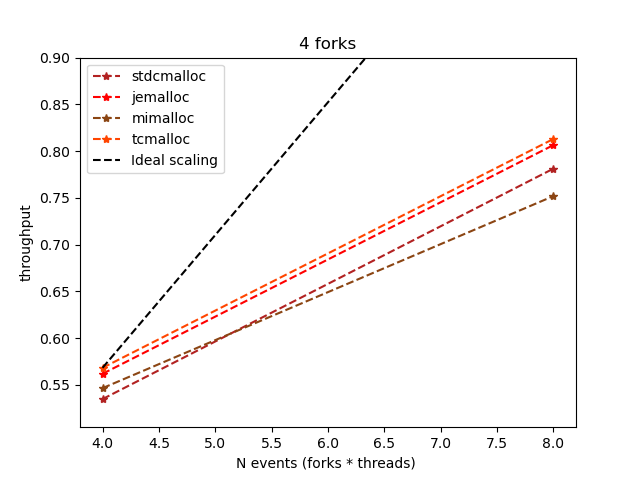 4 forks
0.90
0.85
0.80
0.75
0.70
0.65
0.60
0.55
throughput
stdcmalloc
jemalloc
mimalloc
tcmalloc
Ideal scaling
4.0 4.5 5.0 5.5 6.0 6.5 7.0 7.5 8.0
N events (forks * threads)